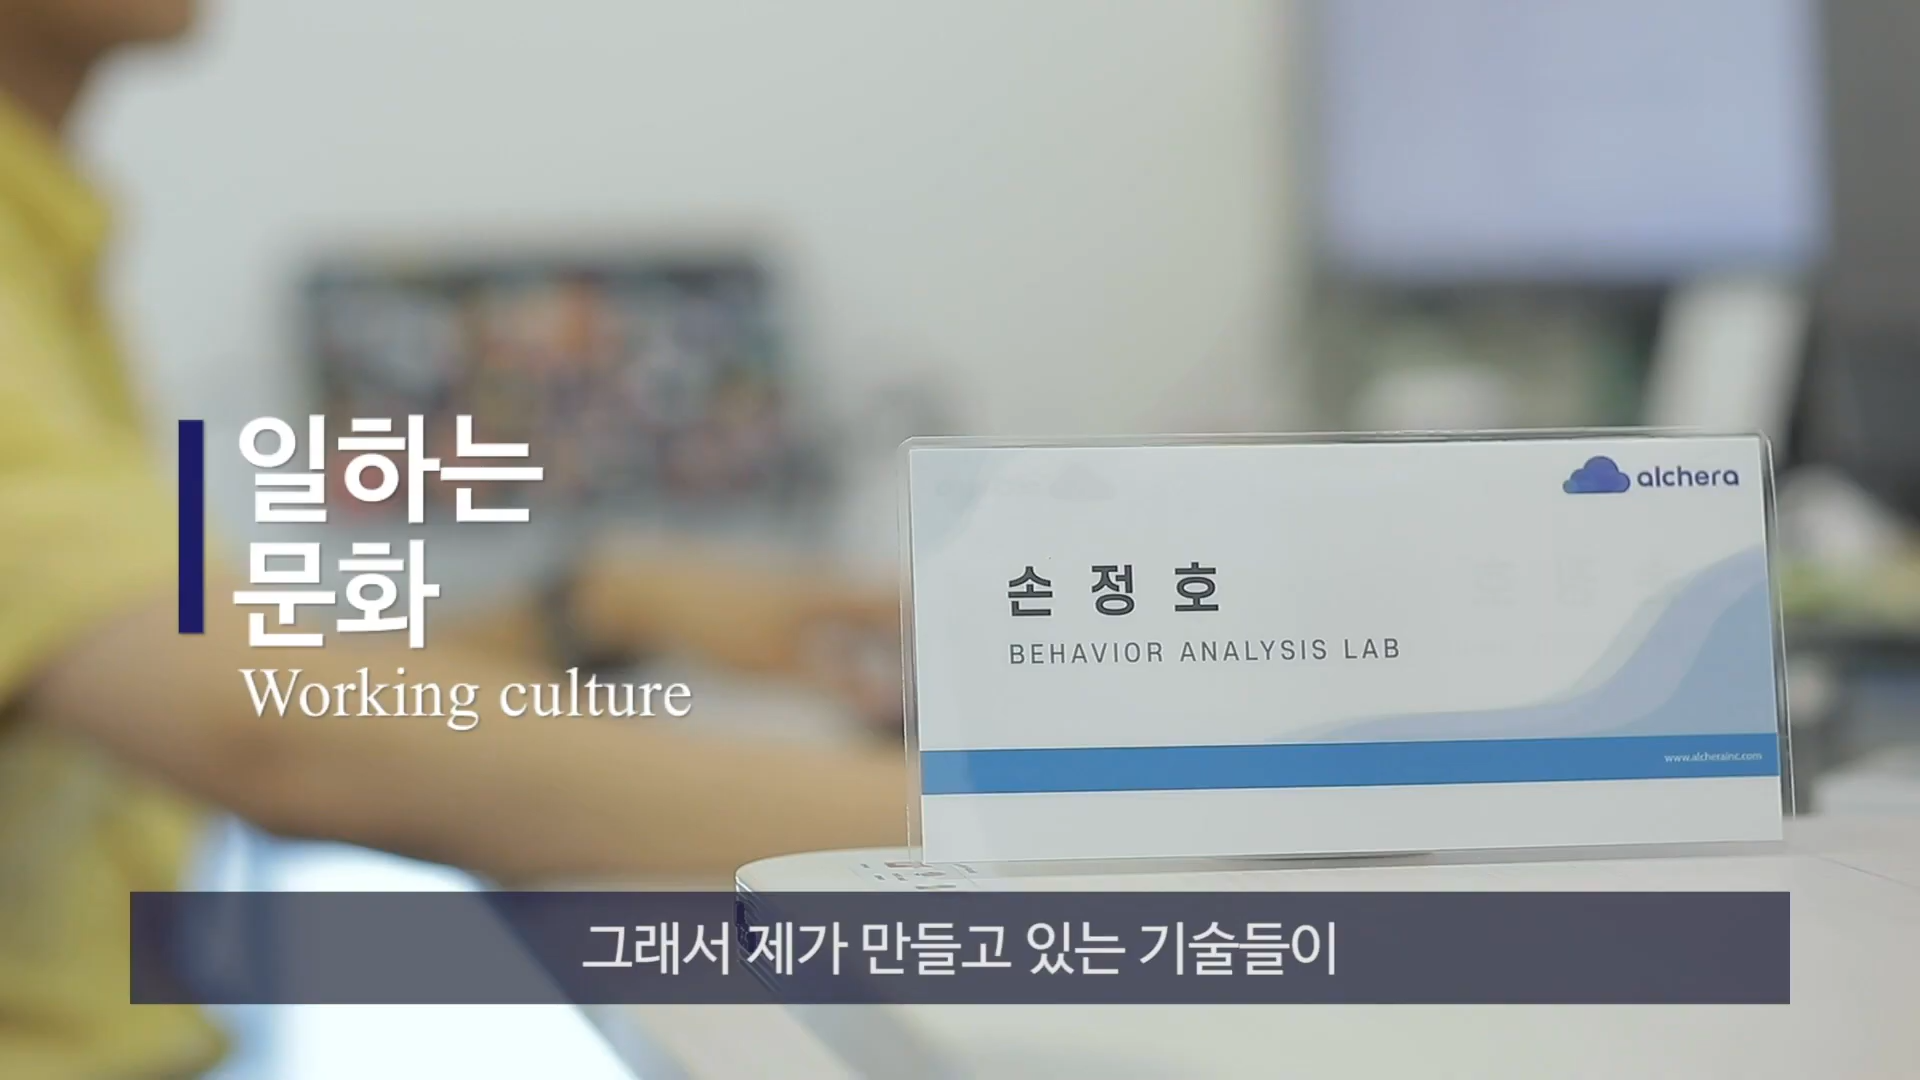 일하는
문화
Working culture
alchera
손 정 호
BEHAVIOR ANALYSIS LAB
www.alcherainc.com
그래서 제가 만들고 있는 기술들이